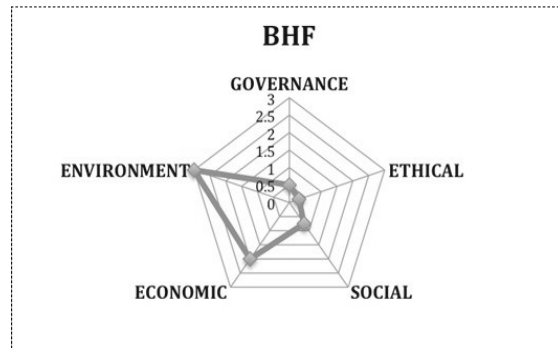 BHF
GOVERNANCE
3
2.5
2
1.5
1
0.5
0
ENVIRONMENT
ETHICAL
ECONOMIC
SOCIAL